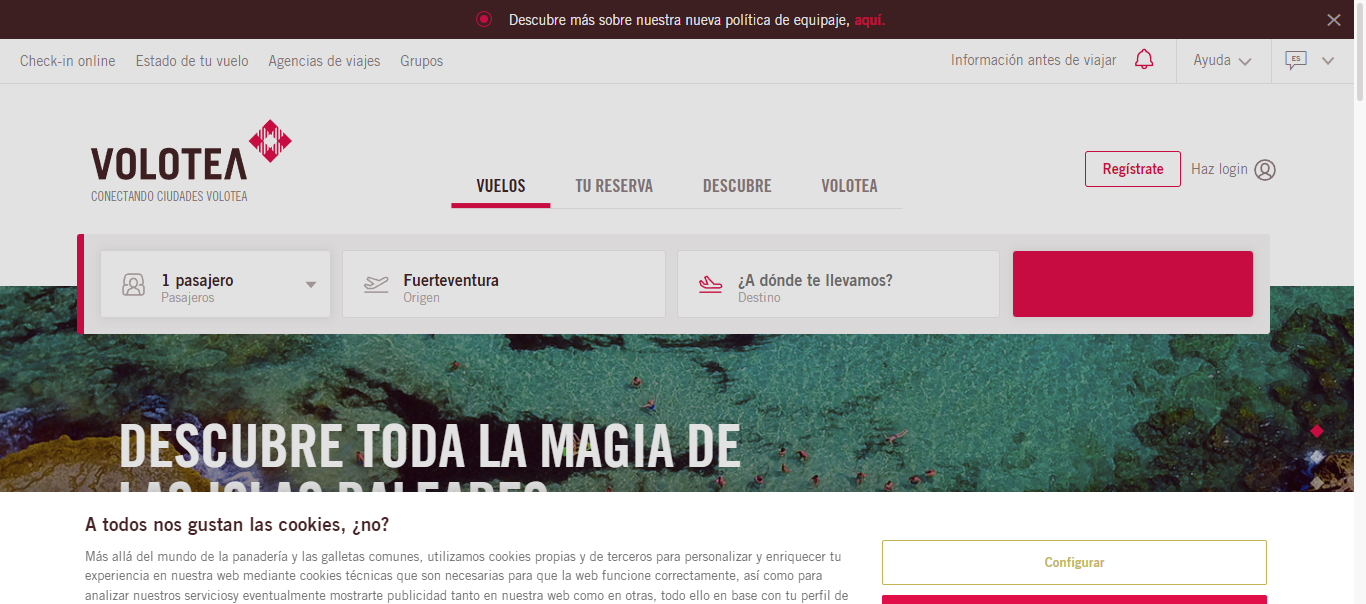 Descubre más sobre nuestra nueva política de equipaje, aquí.
Check-in online Estado de tu vuelo Agencias de viajes Grupos Información antes de viajar Ayuda ES
VOLOTEA
CONECTANDO CIUDADES VOLOTEA
VUELOS TU RESERVA DESCUBRE VOLOTEA
Regístrate Haz login
1 pasajero
Pasajeros
Fuerteventura
Origen
¿A dónde te llevamos?
Destino
DESCUBRE TODA LA MAGIA DE
LAS ISLAS BALEARES
A todos nos gustan las cookies, ¿no?
Más allá del mundo de la panadería y las galletas comunes, utilizamos cookies propias y de terceros para personalizar y enriquecer tu
experiencia en nuestra web mediante cookies técnicas que son necesarias para que la web funcione correctamente, así como para
analizar nuestros serviciosy eventualmente mostrarte publicidad tanto en nuestra web como en otras, todo ello en base con tu perfil de
Configurar